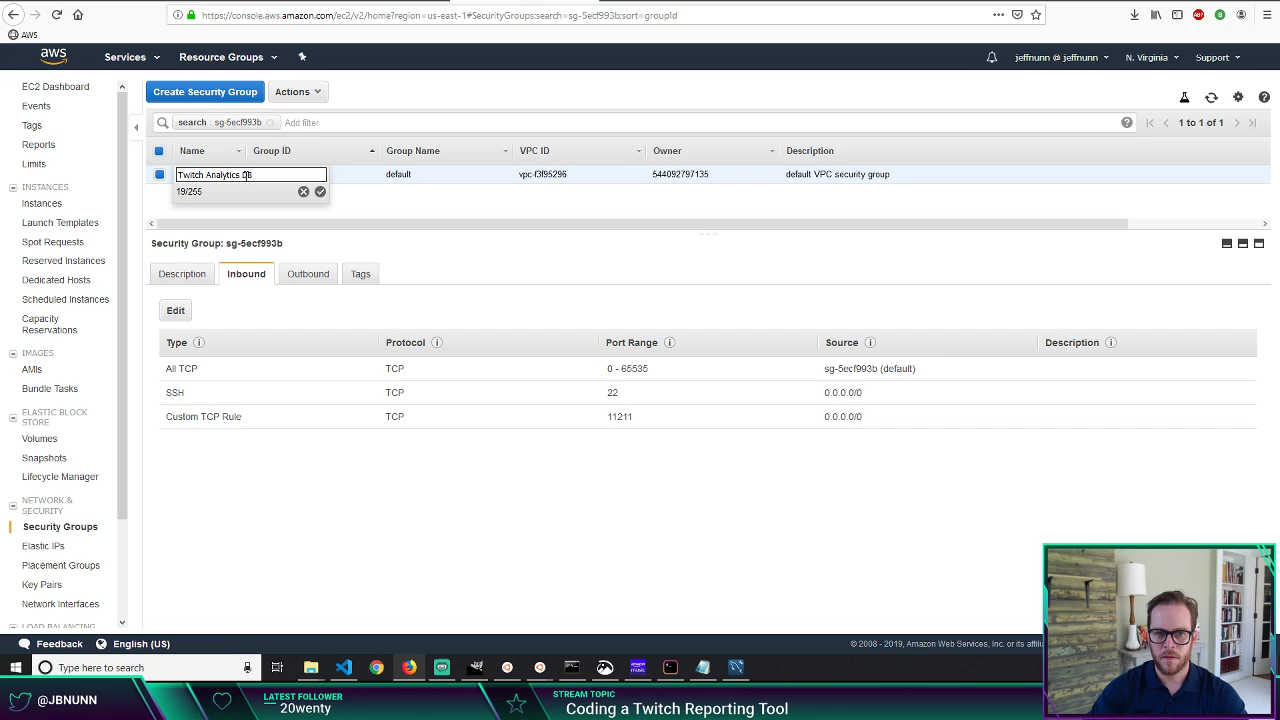 https://console.aws.amazon.com/ec2/v2/home?region=us-east-1#SecurityGroups:search=sg-5ecf993b;sort=groupId
AWS
aws
Services
Resource Groups
jeffnunn @ jeffnunn
N. Virginia
Support
EC2 Dashboard
Events
Tags
Reports
Limits
INSTANCES
Instances
Launch Templates
Spot Requests
Reserved Instances
Dedicated Hosts
Scheduled Instances
Capacity
Reservations
IMAGES
AMIs
Bundle Tasks
ELASTIC BLOCK
STORE
Volumes
Snapshots
Lifecycle Manager
NETWORK &
SECURITY
Security Groups
Elastic IPs
Placement Groups
Key Pairs
Network Interfaces
LOAD BALANCING
Create Security Group
Actions
search : sg-5ecf993b
Add filter
1 to 1 of 1
Name Group ID Group Name VPC ID Owner Description
Twitch Analytics DB default vpc-f3f95296 544092797135 default VPC security group
19/255
Security Group: sg-5ecf993b
Description Inbound Outbound Tags
Edit
Type Protocol Port Range Source Description
All TCP TCP 0 - 65535 sg-5ecf993b (default)
SSH TCP 22 0.0.0.0/0
Custom TCP Rule TCP 11211 0.0.0.0/0
Feedback
English (US)
© 2008 - 2019, Amazon Web Services, Inc. or its affili
Type here to search
@JBNUNN
LATEST FOLLOWER
20wenty
STREAM TOPIC
Coding a Twitch Reporting Tool